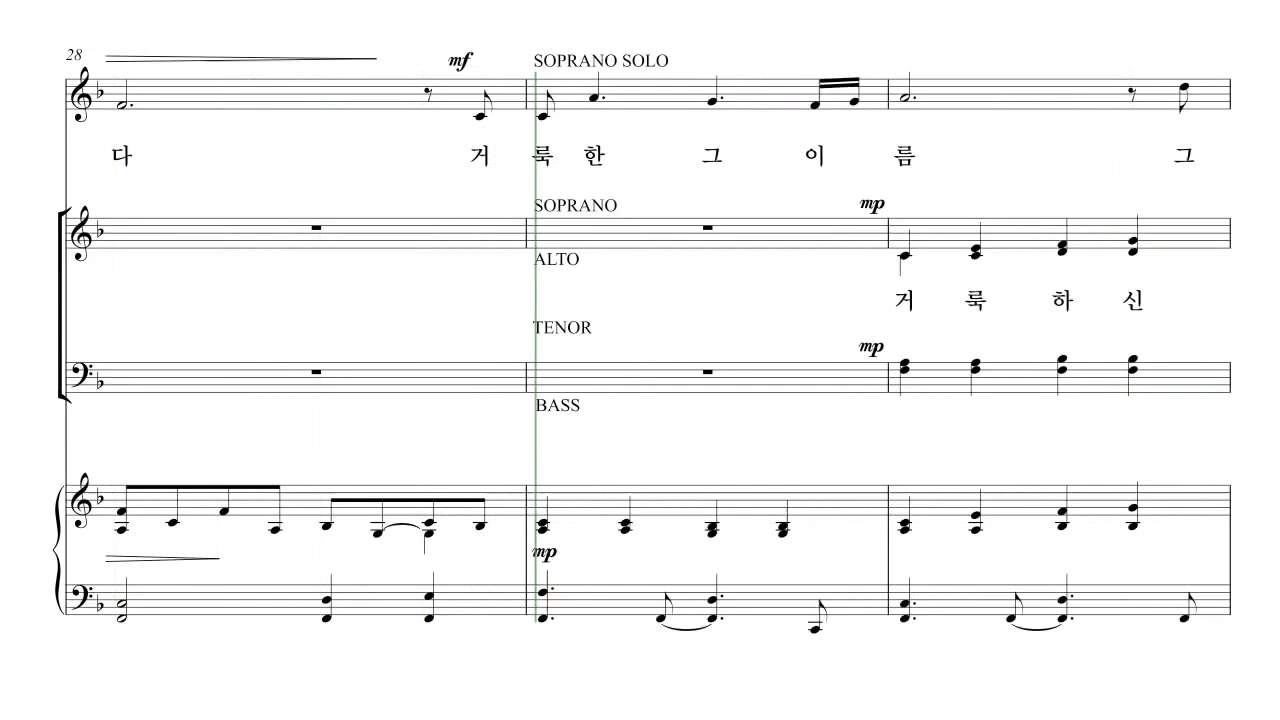 28
mf
SOPRANO SOLO
다 거 룩 한 그 이 름 그
SOPRANO
mp
ALTO
거 룩 하 신
TENOR
mp
BASS
mp